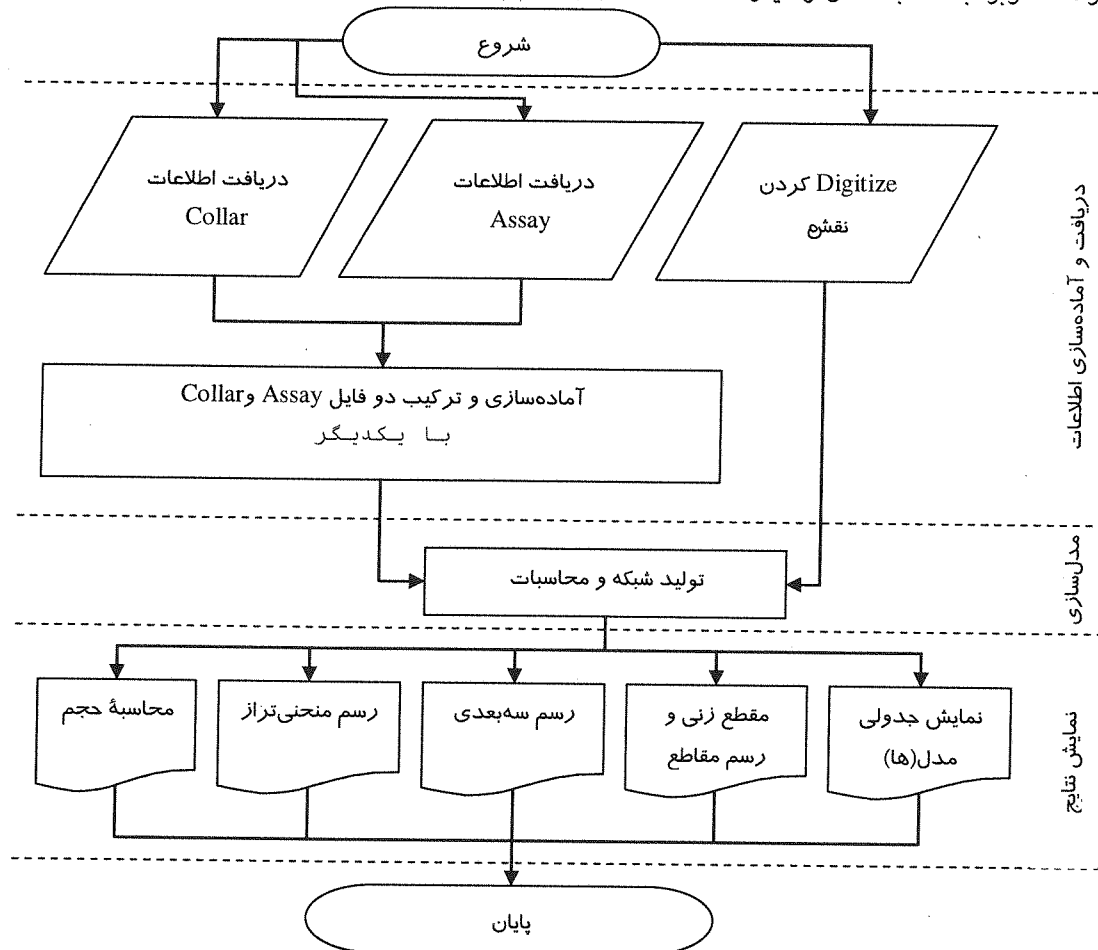 شروع
دریافت اطلاعات
Collar
دریافت اطلاعات
Assay
Digitize کردن
نقشه
دریافت و آماده‌سازی اطلاعات
آماده‌سازی و ترکیب دو فایل Assay وCollar
با یکدیگر
تولید شبکه و محاسبات
مدل‌سازی
محاسبهٔ حجم
رسم منحنی‌تراز
رسم سه‌بعدی
مقطع زنی و
رسم مقاطع
نمایش جدولی
مدل(ها)
نمایش نتایج
پایان